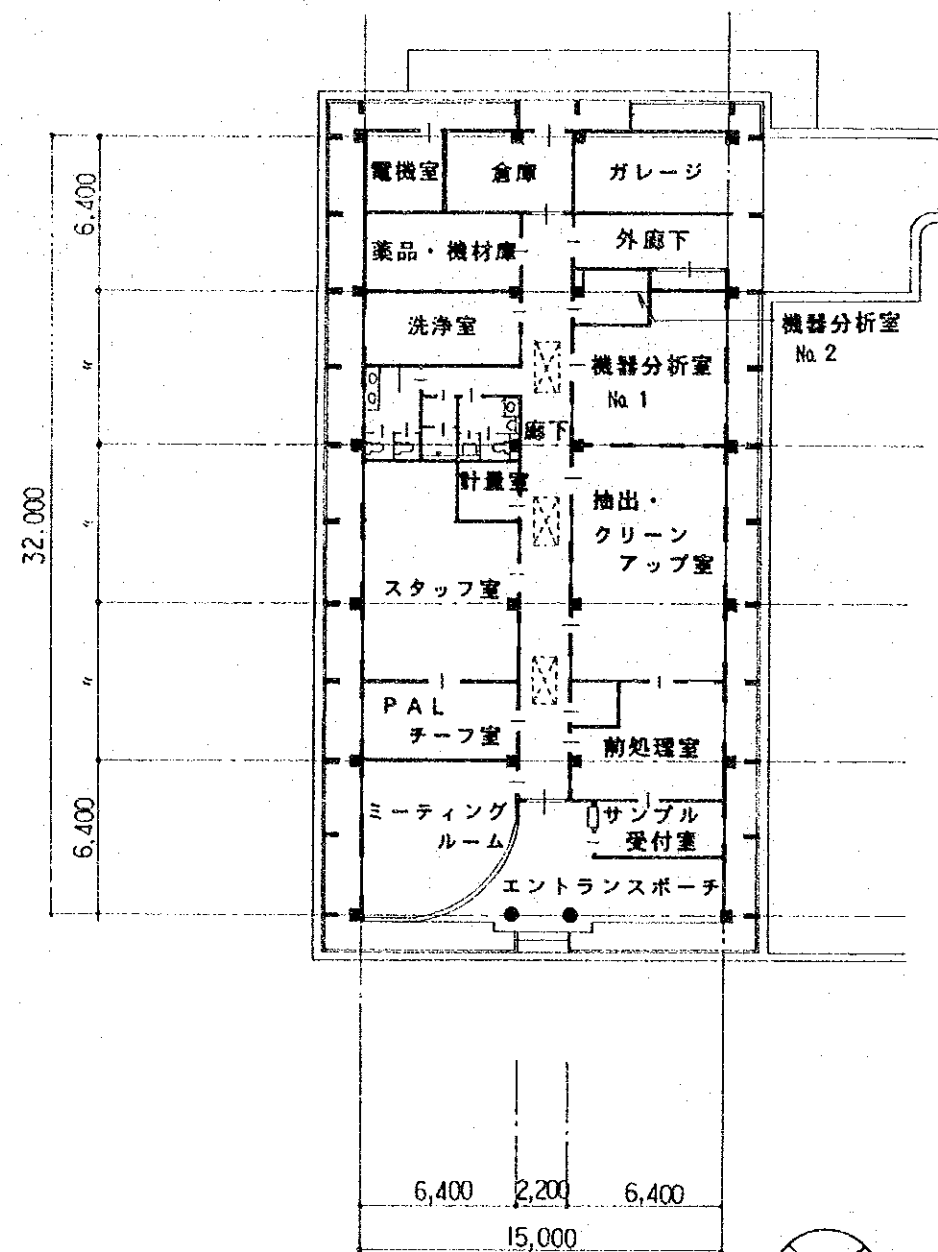 電機室
倉庫
ガレージ
薬品・機材庫
外廊下
洗浄室
機器分析室
No. 1
機器分析室
No. 2
廊下
計量室
抽出・
クリーン
アップ室
スタッフ室
PAL
チーフ室
前処理室
ミーティング
ルーム
サンプル
受付室
エントランスポーチ
6,400
〃
〃
〃
6,400
32.000
6,400
2,200
6,400
15,000